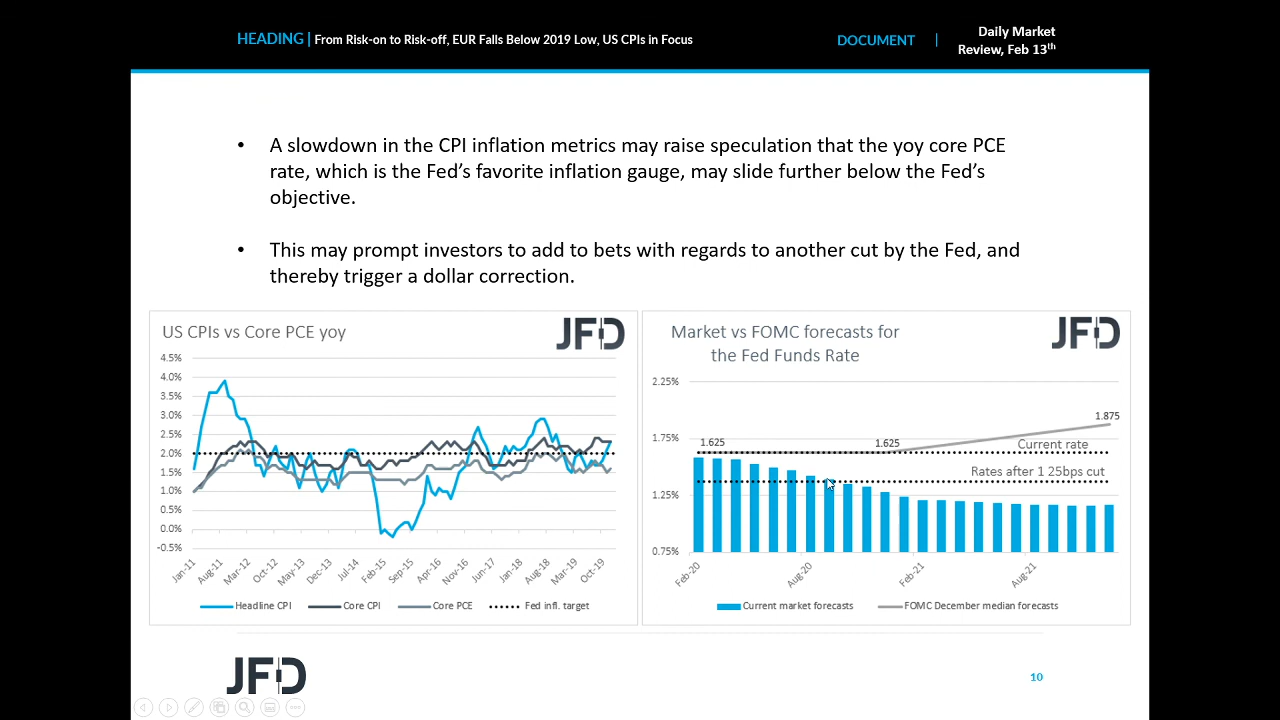 HEADING | From Risk-on to Risk-off, EUR Falls Below 2019 Low, US CPIs in Focus
DOCUMENT |
Daily Market
Review, Feb 13th
• A slowdown in the CPI inflation metrics may raise speculation that the yoy core PCE
rate, which is the Fed's favorite inflation gauge, may slide further below the Fed's
objective.
• This may prompt investors to add to bets with regards to another cut by the Fed, and
thereby trigger a dollar correction.
US CPIs vs Core PCE yoy
JFD
4.5%
4.0%
3.5%
3.0%
2.5%
2.0%
1.5%
1.0%
0.5%
0.0%
-0.5%
Jan-11 Aug-11 Mar-12 Oct-12 May-13 Dec-13 Jul-14 Feb-15 Sep-15 Apr-16 Nov-16 Jun-17 Jan-18 Aug-18 Mar-19 Oct-19
Headline CPI Core CPI Core PCE Fed infl. target
Market vs FOMC forecasts for
the Fed Funds Rate
JFD
2.25%
1.75%
1.25%
0.75%
1.625
1.625
1.875
Current rate
Rates after 1 25bps cut
Feb-20 Aug-20 Feb-21 Aug-21
Current market forecasts FOMC December median forecasts
JFD
10